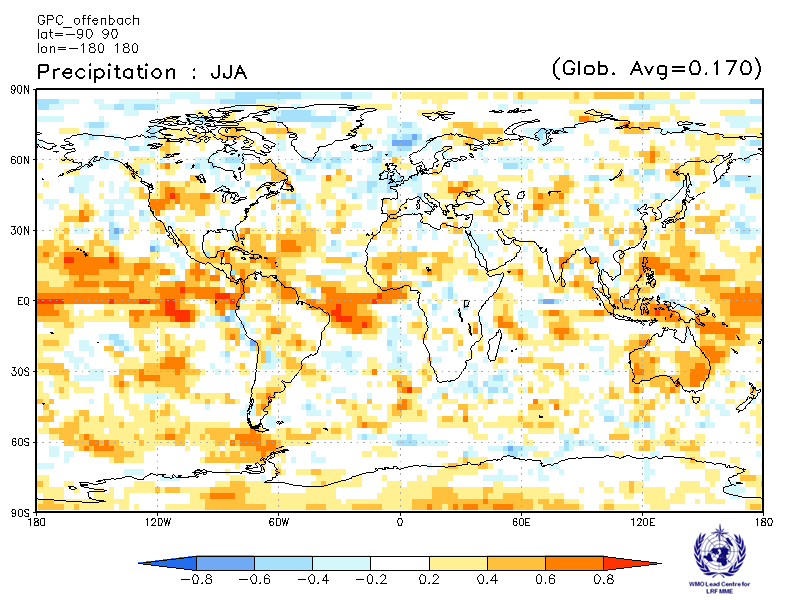 GPC_offenbach
lat=-90 90
lon=-180 180
Precipitation : JJA
(Glob. Avg=0.170)
90N
60N
30N
EQ
30S
60S
90S
180 120W 60W 0 60E 120E 180
-0.8 -0.6 -0.4 -0.2 0.2 0.4 0.6 0.8
WMO Lead Centre for
LRF MME